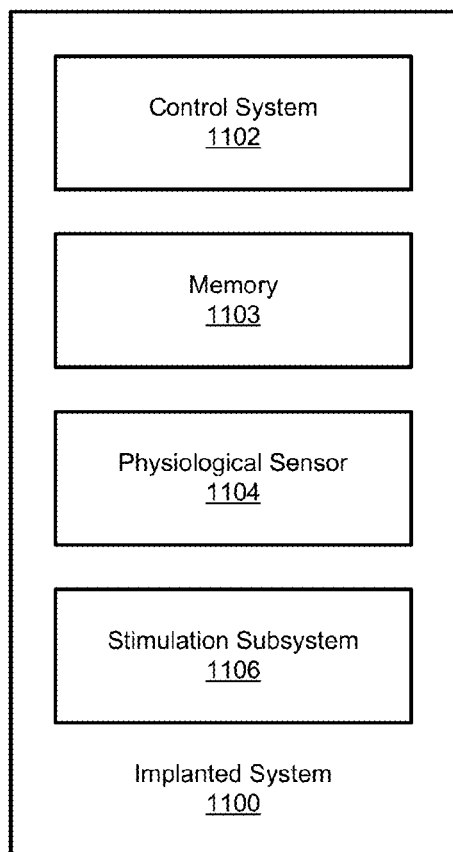 Control System
1102
Memory
1103
Physiological Sensor
1104
Stimulation Subsystem
1106
Implanted System
1100